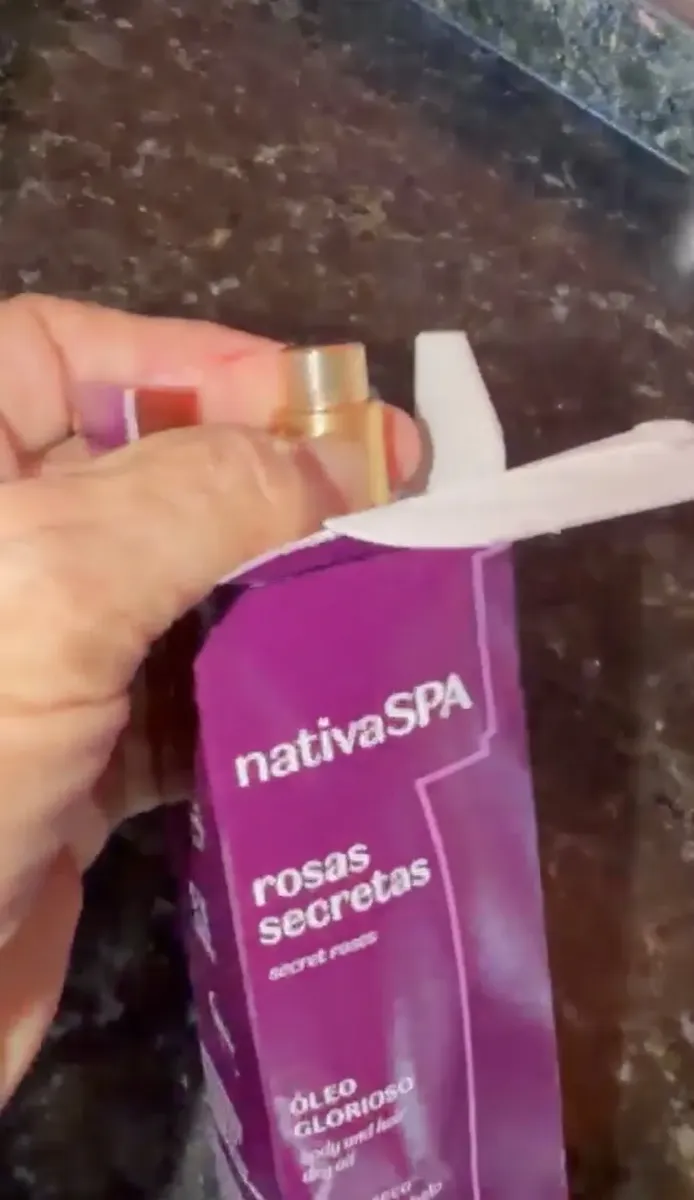 nativaSPA
rosas
secretas
secret roses
ÓLEO
GLORIOSO
body and hair
dry oil